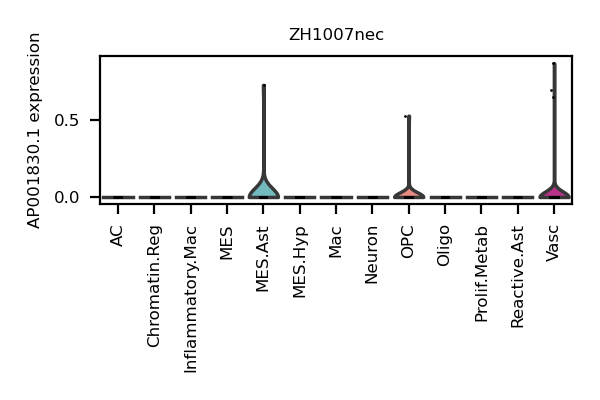 ZH1007nec
AP001830.1 expression
0.5
0.0
AC
Chromatin.Reg
Inflammatory.Mac
MES
MES.Ast
MES.Hyp
Mac
Neuron
OPC
Oligo
Prolif.Metab
Reactive.Ast
Vasc